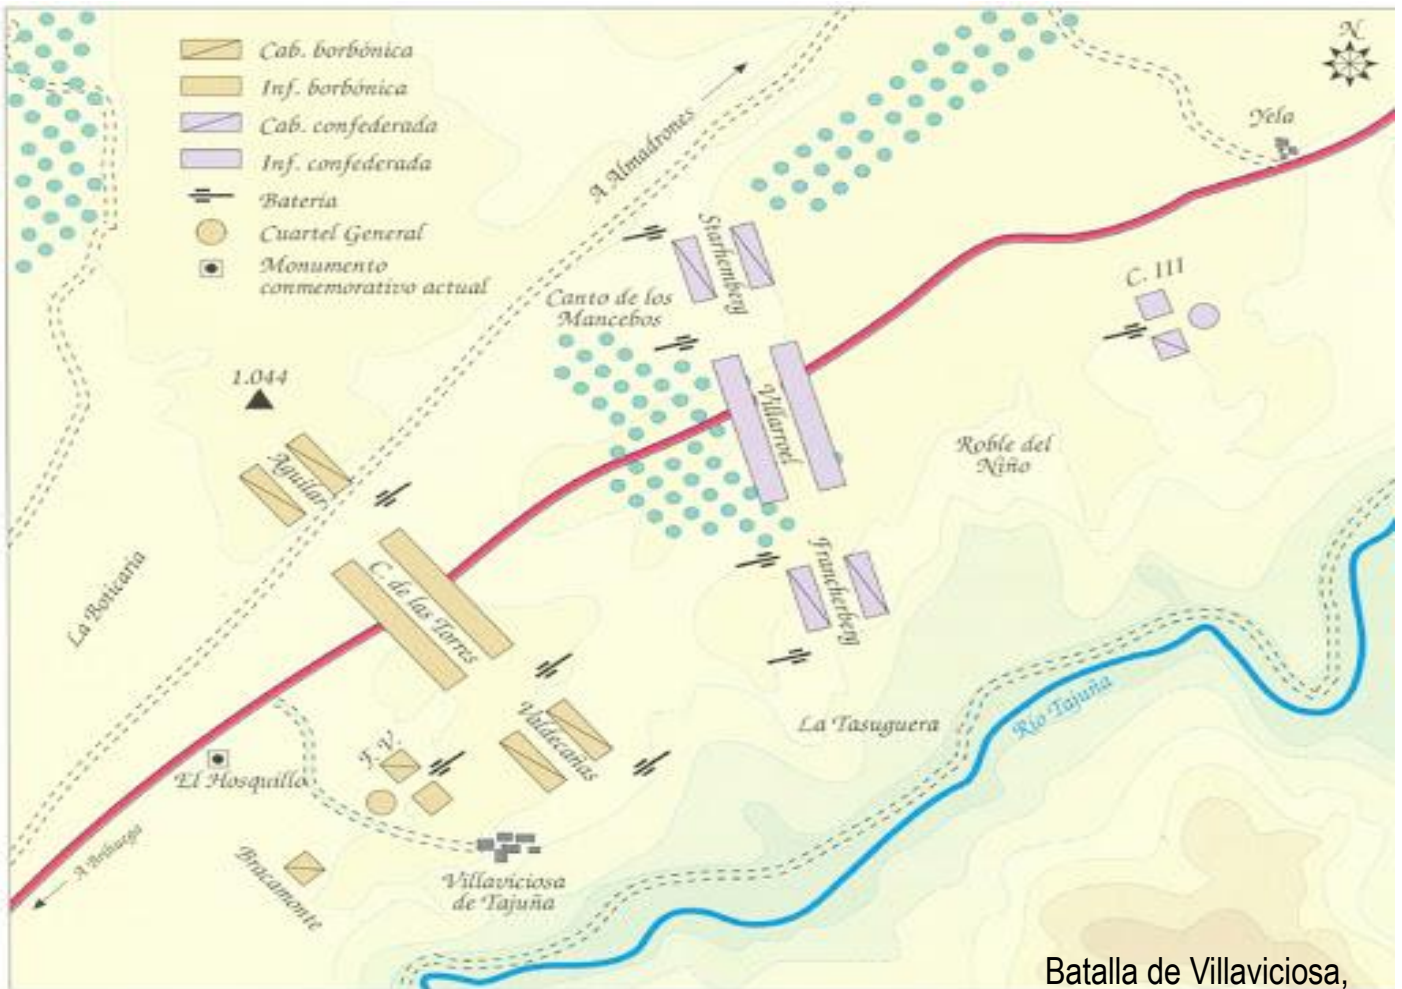 Cab. borbónica
Inf. borbónica
Cab. confederada
Inf. confederada
Batería
Cuartel General
Monumento
conmemorativo actual
N.
Yela
A Almadrones
Starhemberg
C. III
Canto de los
Mancebos
1.044
Villarroel
Roble del
Niño
Aguilar
La Boticaria
C. de las Torres
Francherberg
Río Tajuña
La Tasuguera
F. V.
Valdecañas
El Hosquillo
A Brihuega
Bracamonte
Villaviciosa
de Tajuña
Batalla de Villaviciosa,